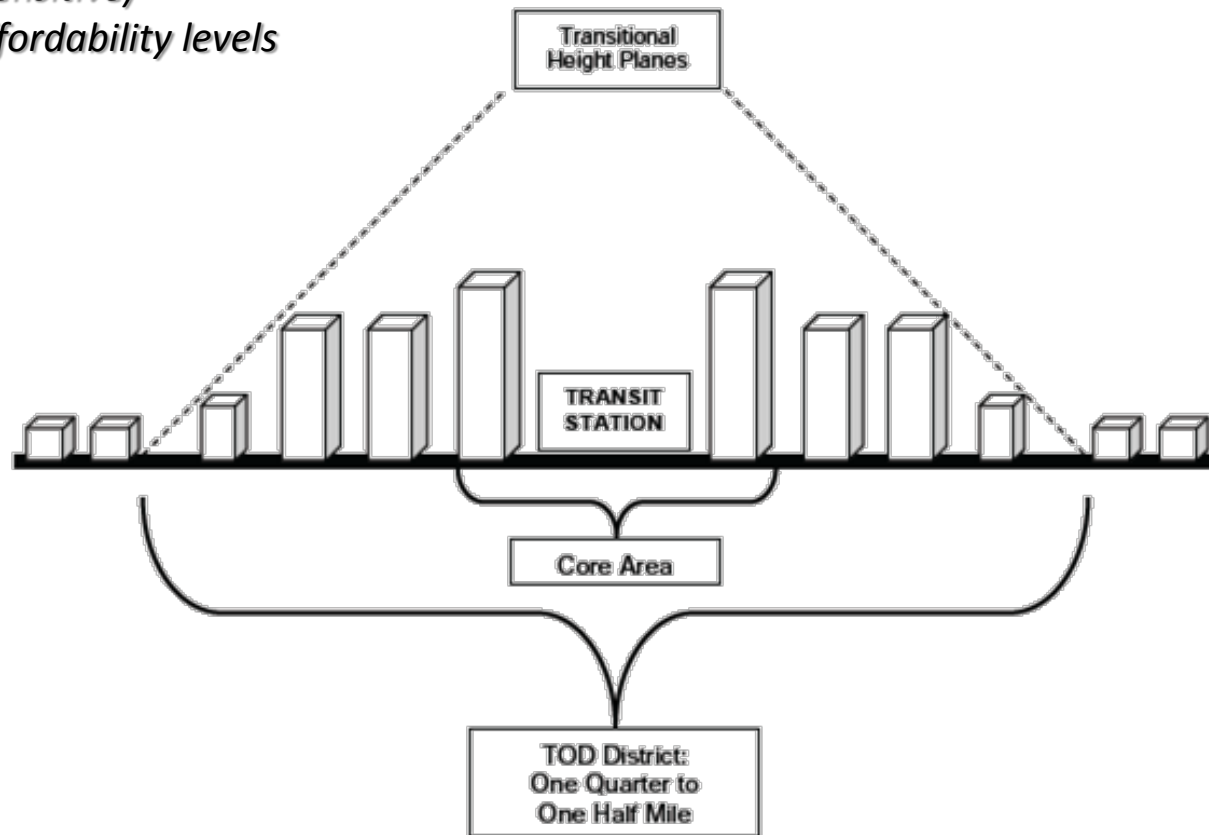 fordability levels
Transitional
Height Planes
TRANSIT
STATION
Core Area
TOD District:
One Quarter to
One Half Mile